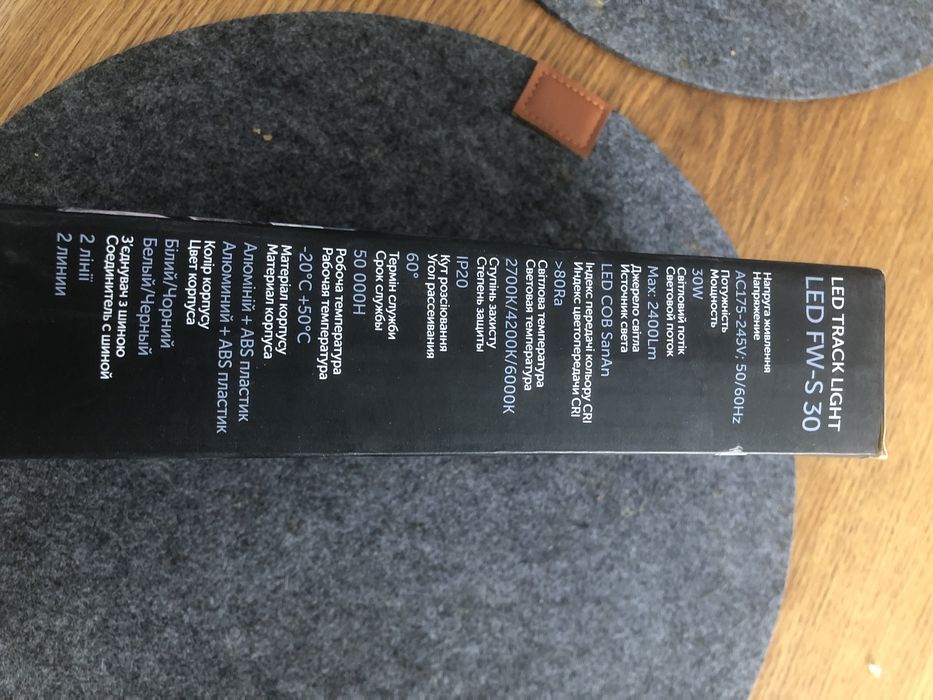 LED TRACK LIGHT
LED FW-S 30
Напруга живлення
Напряжение
AC175-245V; 50/60Hz
Потужність
Мощность
30W
Світловий потік
Световой поток
Max: 2400Lm
Джерело світла
Источник света
LED COB SanAn
Індекс передачі кольору CRI
Индекс цветопередачи CRI
>80Ra
Світлова температура
Световая температура
2700K/4200K/6000K
Ступінь захисту
Степень защиты
IP20
Кут розсіювання
Угол рассеивания
60°
Термін служби
Срок службы
50 000H
Робоча температура
Рабочая температура
-20°C +50°C
Матеріал корпусу
Материал корпуса
Алюміній + ABS пластик
Алюминий + ABS пластик
Колір корпусу
Цвет корпуса
Білий/Чорний
Белый/Черный
З'єднувач з шиною
Соединитель с шиной
2 лінії
2 линии